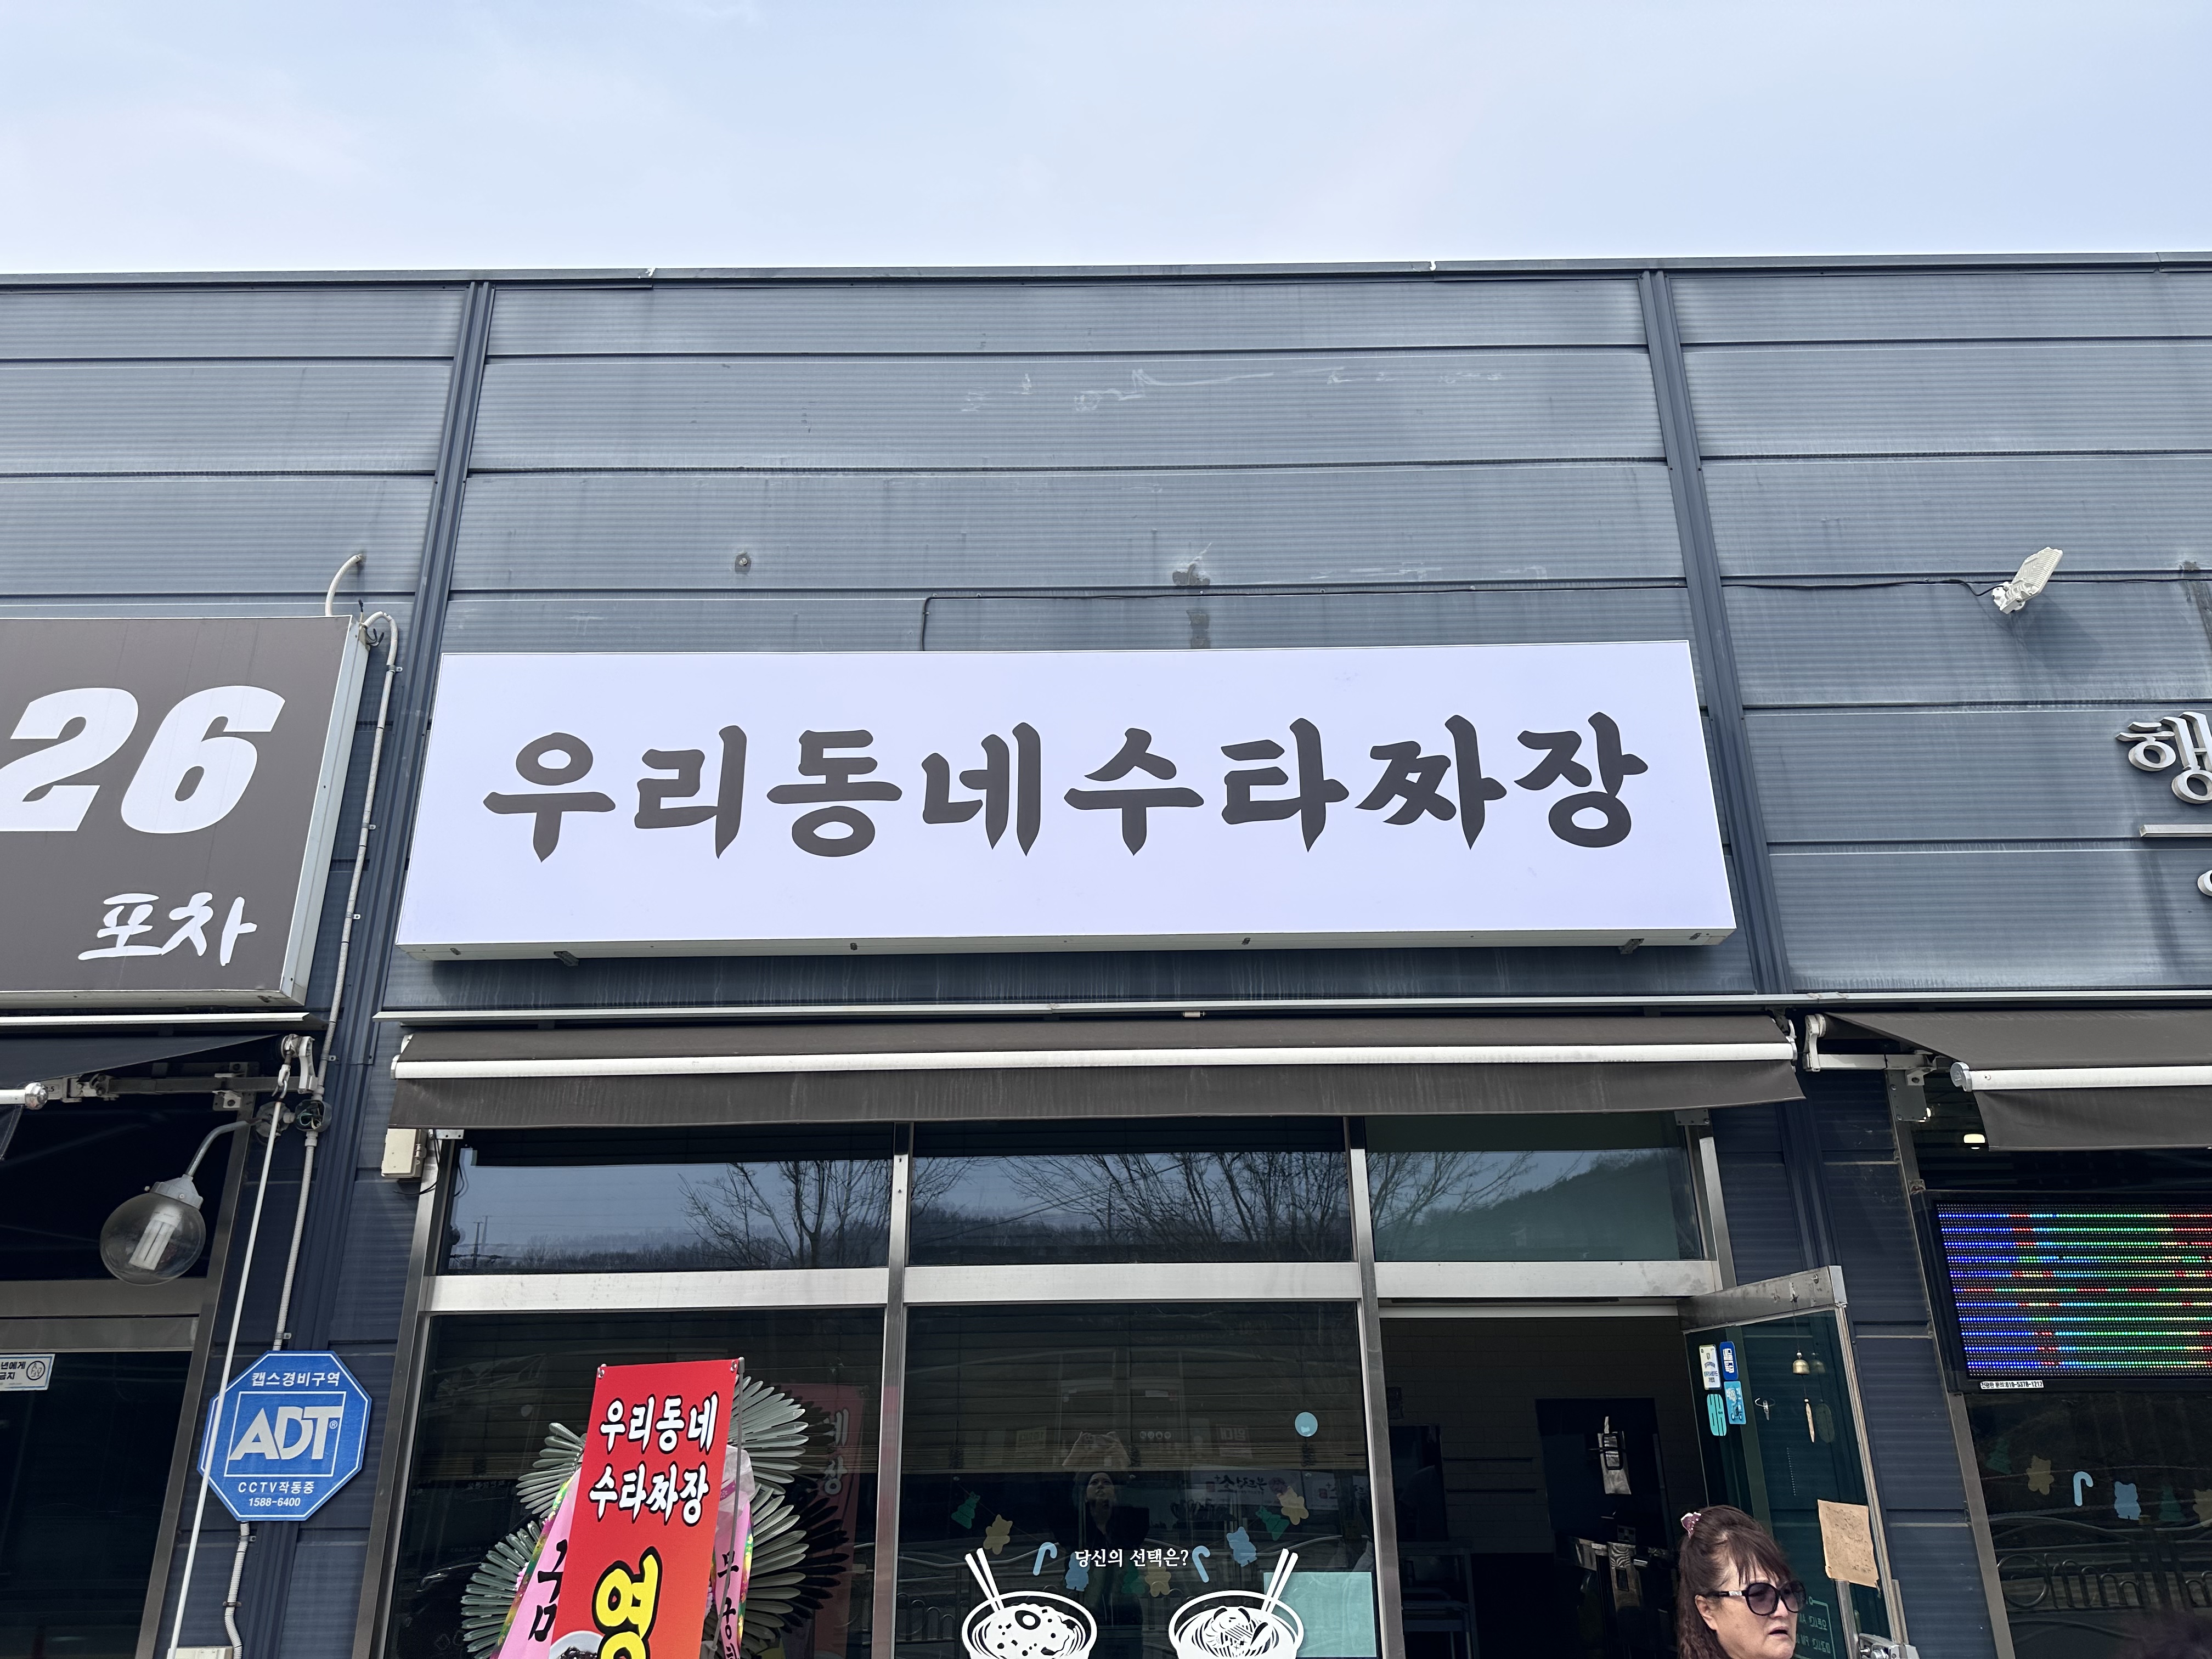 26
포차
우리동네수타짜장
행
캡스경비구역
ADT
CCTV작동중
1588-6400
우리동네
수타짜장
영
당신의 선택은?